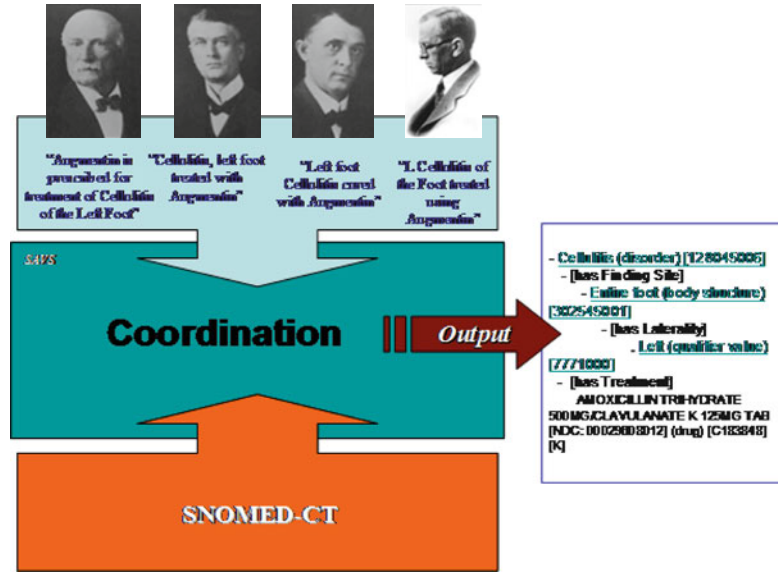 "Augmentin is
prescribed for
treatment of Cellulitis
of the Left Foot"
"Cellulitis, left foot
treated with
Augmentin"
"Left foot
Cellulitis cured
with Augmentin"
"L Cellulitis of
the Foot treated
using
Augmentin"
SAVS
Coordination
Output
SNOMED-CT
- Cellulitis (disorder) [128045006]
- [has Finding Site]
- Entire foot (body structure)
[302545001]
- [has Laterality]
- Left (qualifier value)
[7771000]
- [has Treatment]
AMOXICILLIN TRIHYDRATE
500MG/CLAVULANATE K 125MG TAB
[NDC: 00029608012] (drug) [C183848]
[K]